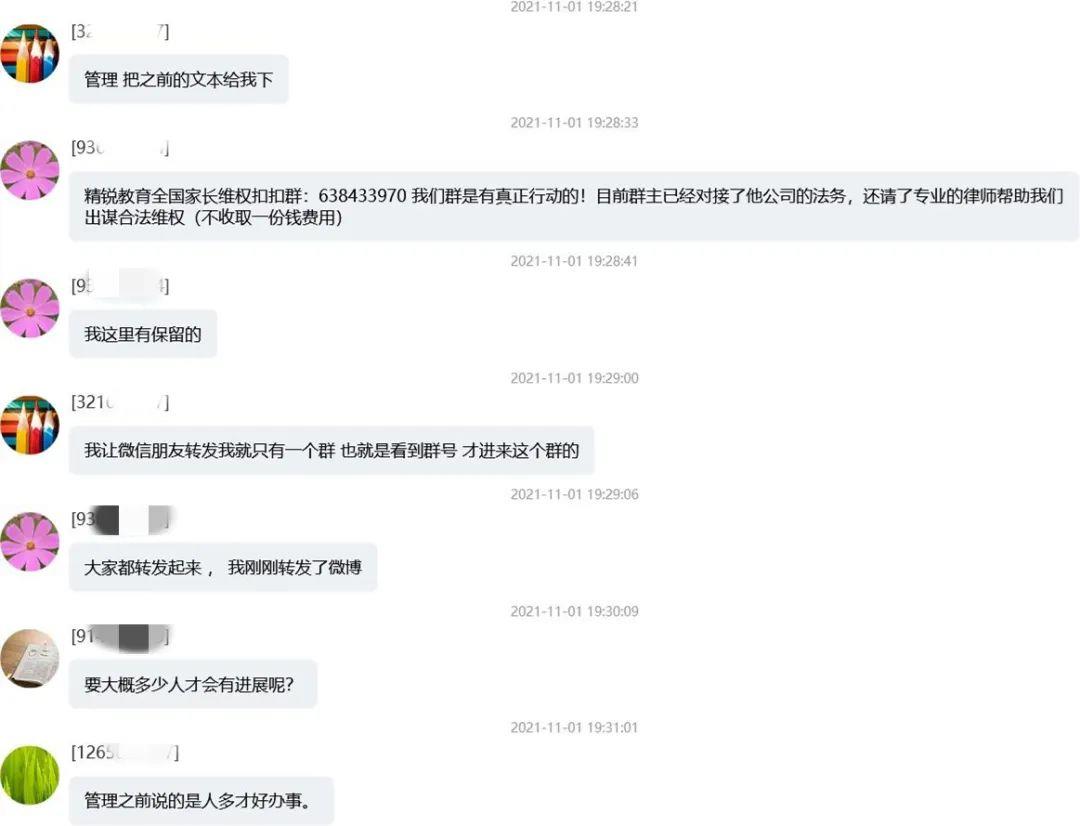 2021-11-01 19:28:21
[32 7]
管理 把之前的文本给我下
2021-11-01 19:28:33
[930 ]
精锐教育全国家长维权扣扣群：638433970 我们群是有真正行动的！目前群主已经对接了他公司的法务，还请了专业的律师帮助我们
出谋合法维权（不收取一份钱费用）
2021-11-01 19:28:41
[93 4]
我这里有保留的
2021-11-01 19:29:00
[321 7]
我让微信朋友转发我就只有一个群 也就是看到群号 才进来这个群的
2021-11-01 19:29:06
[93 ]
大家都转发起来 ， 我刚刚转发了微博
2021-11-01 19:30:09
[91 ]
要大概多少人才会有进展呢？
2021-11-01 19:31:01
[1265 7]
管理之前说的是人多才好办事。